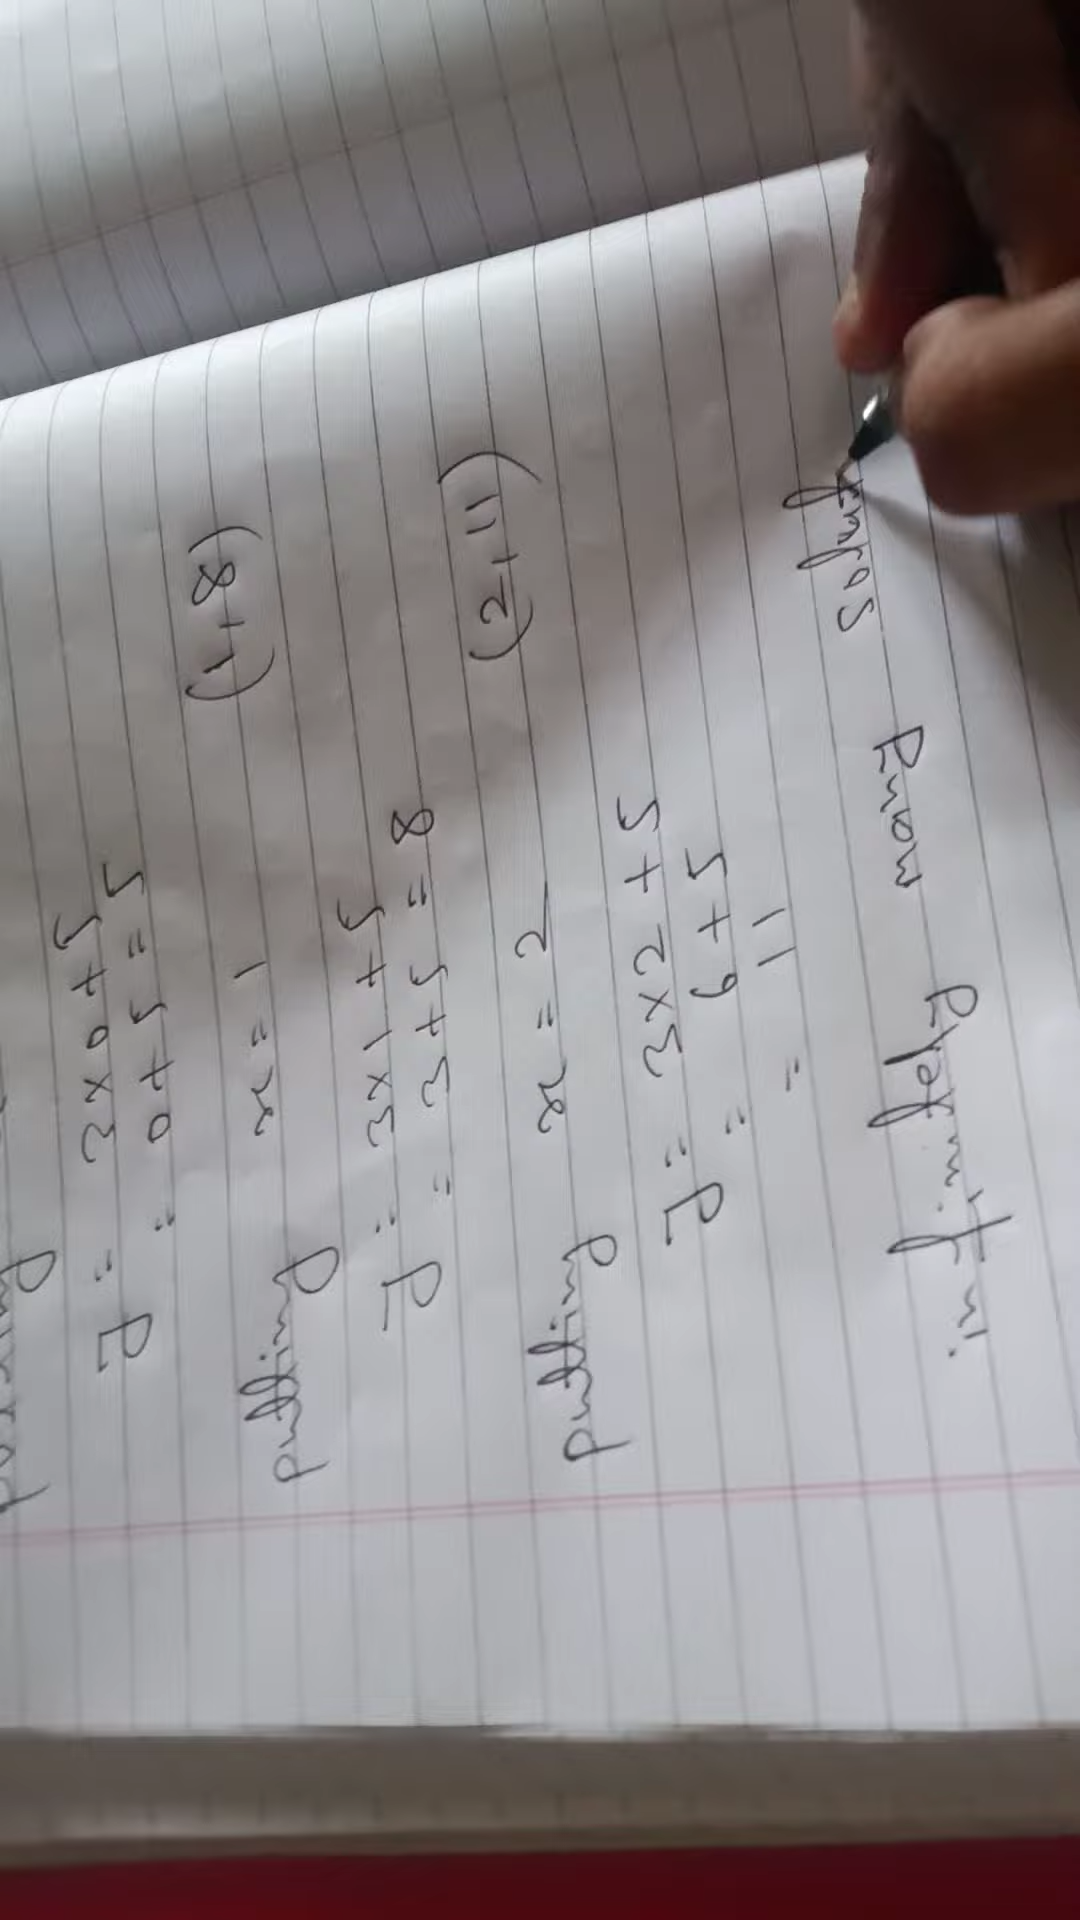 putting
y = 3 x 0 + 5
= 0 + 5 = 5
putting x = 1 (1, 8)
y = 3 x 1 + 5
y = 3 + 5 = 8
putting x = 2 (2, 11)
y = 3 x 2 + 5
= 6 + 5
= 11
infinitely many